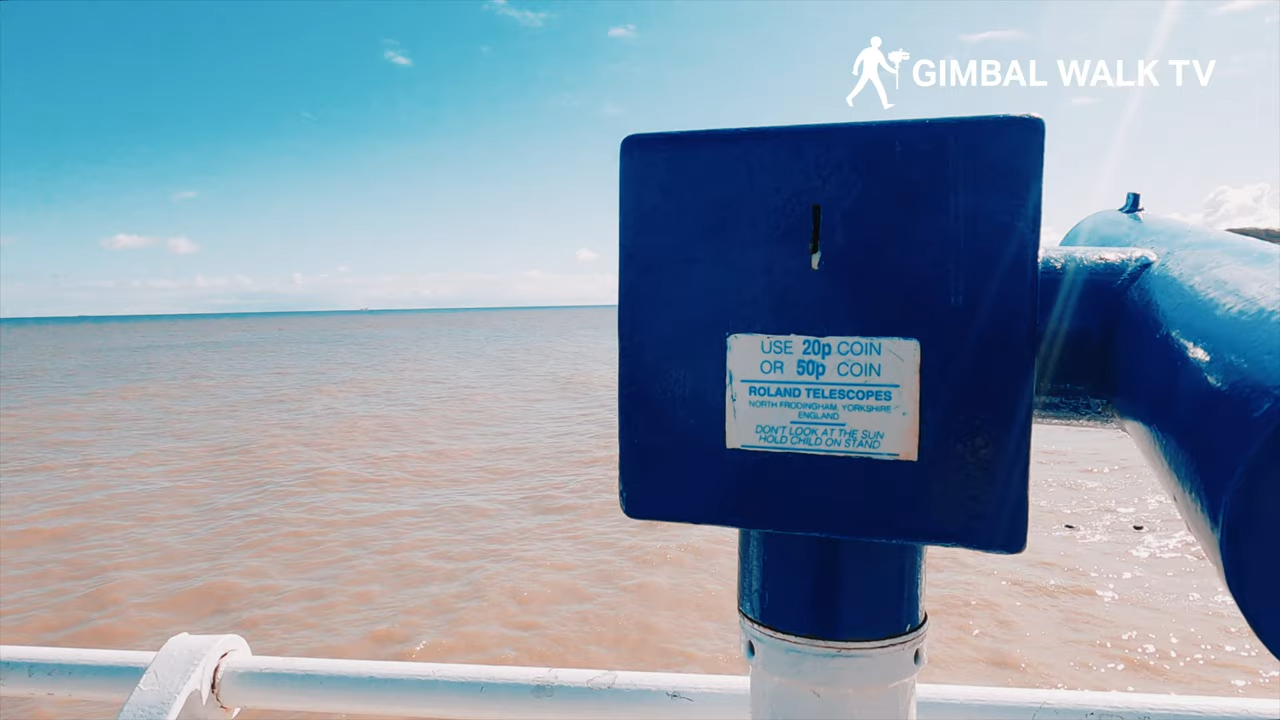 GIMBAL WALK TV
USE 20p COIN
OR 50p COIN
ROLAND TELESCOPES
NORTH FRODINGHAM, YORKSHIRE
ENGLAND
DON'T LOOK AT THE SUN
HOLD CHILD ON STAND